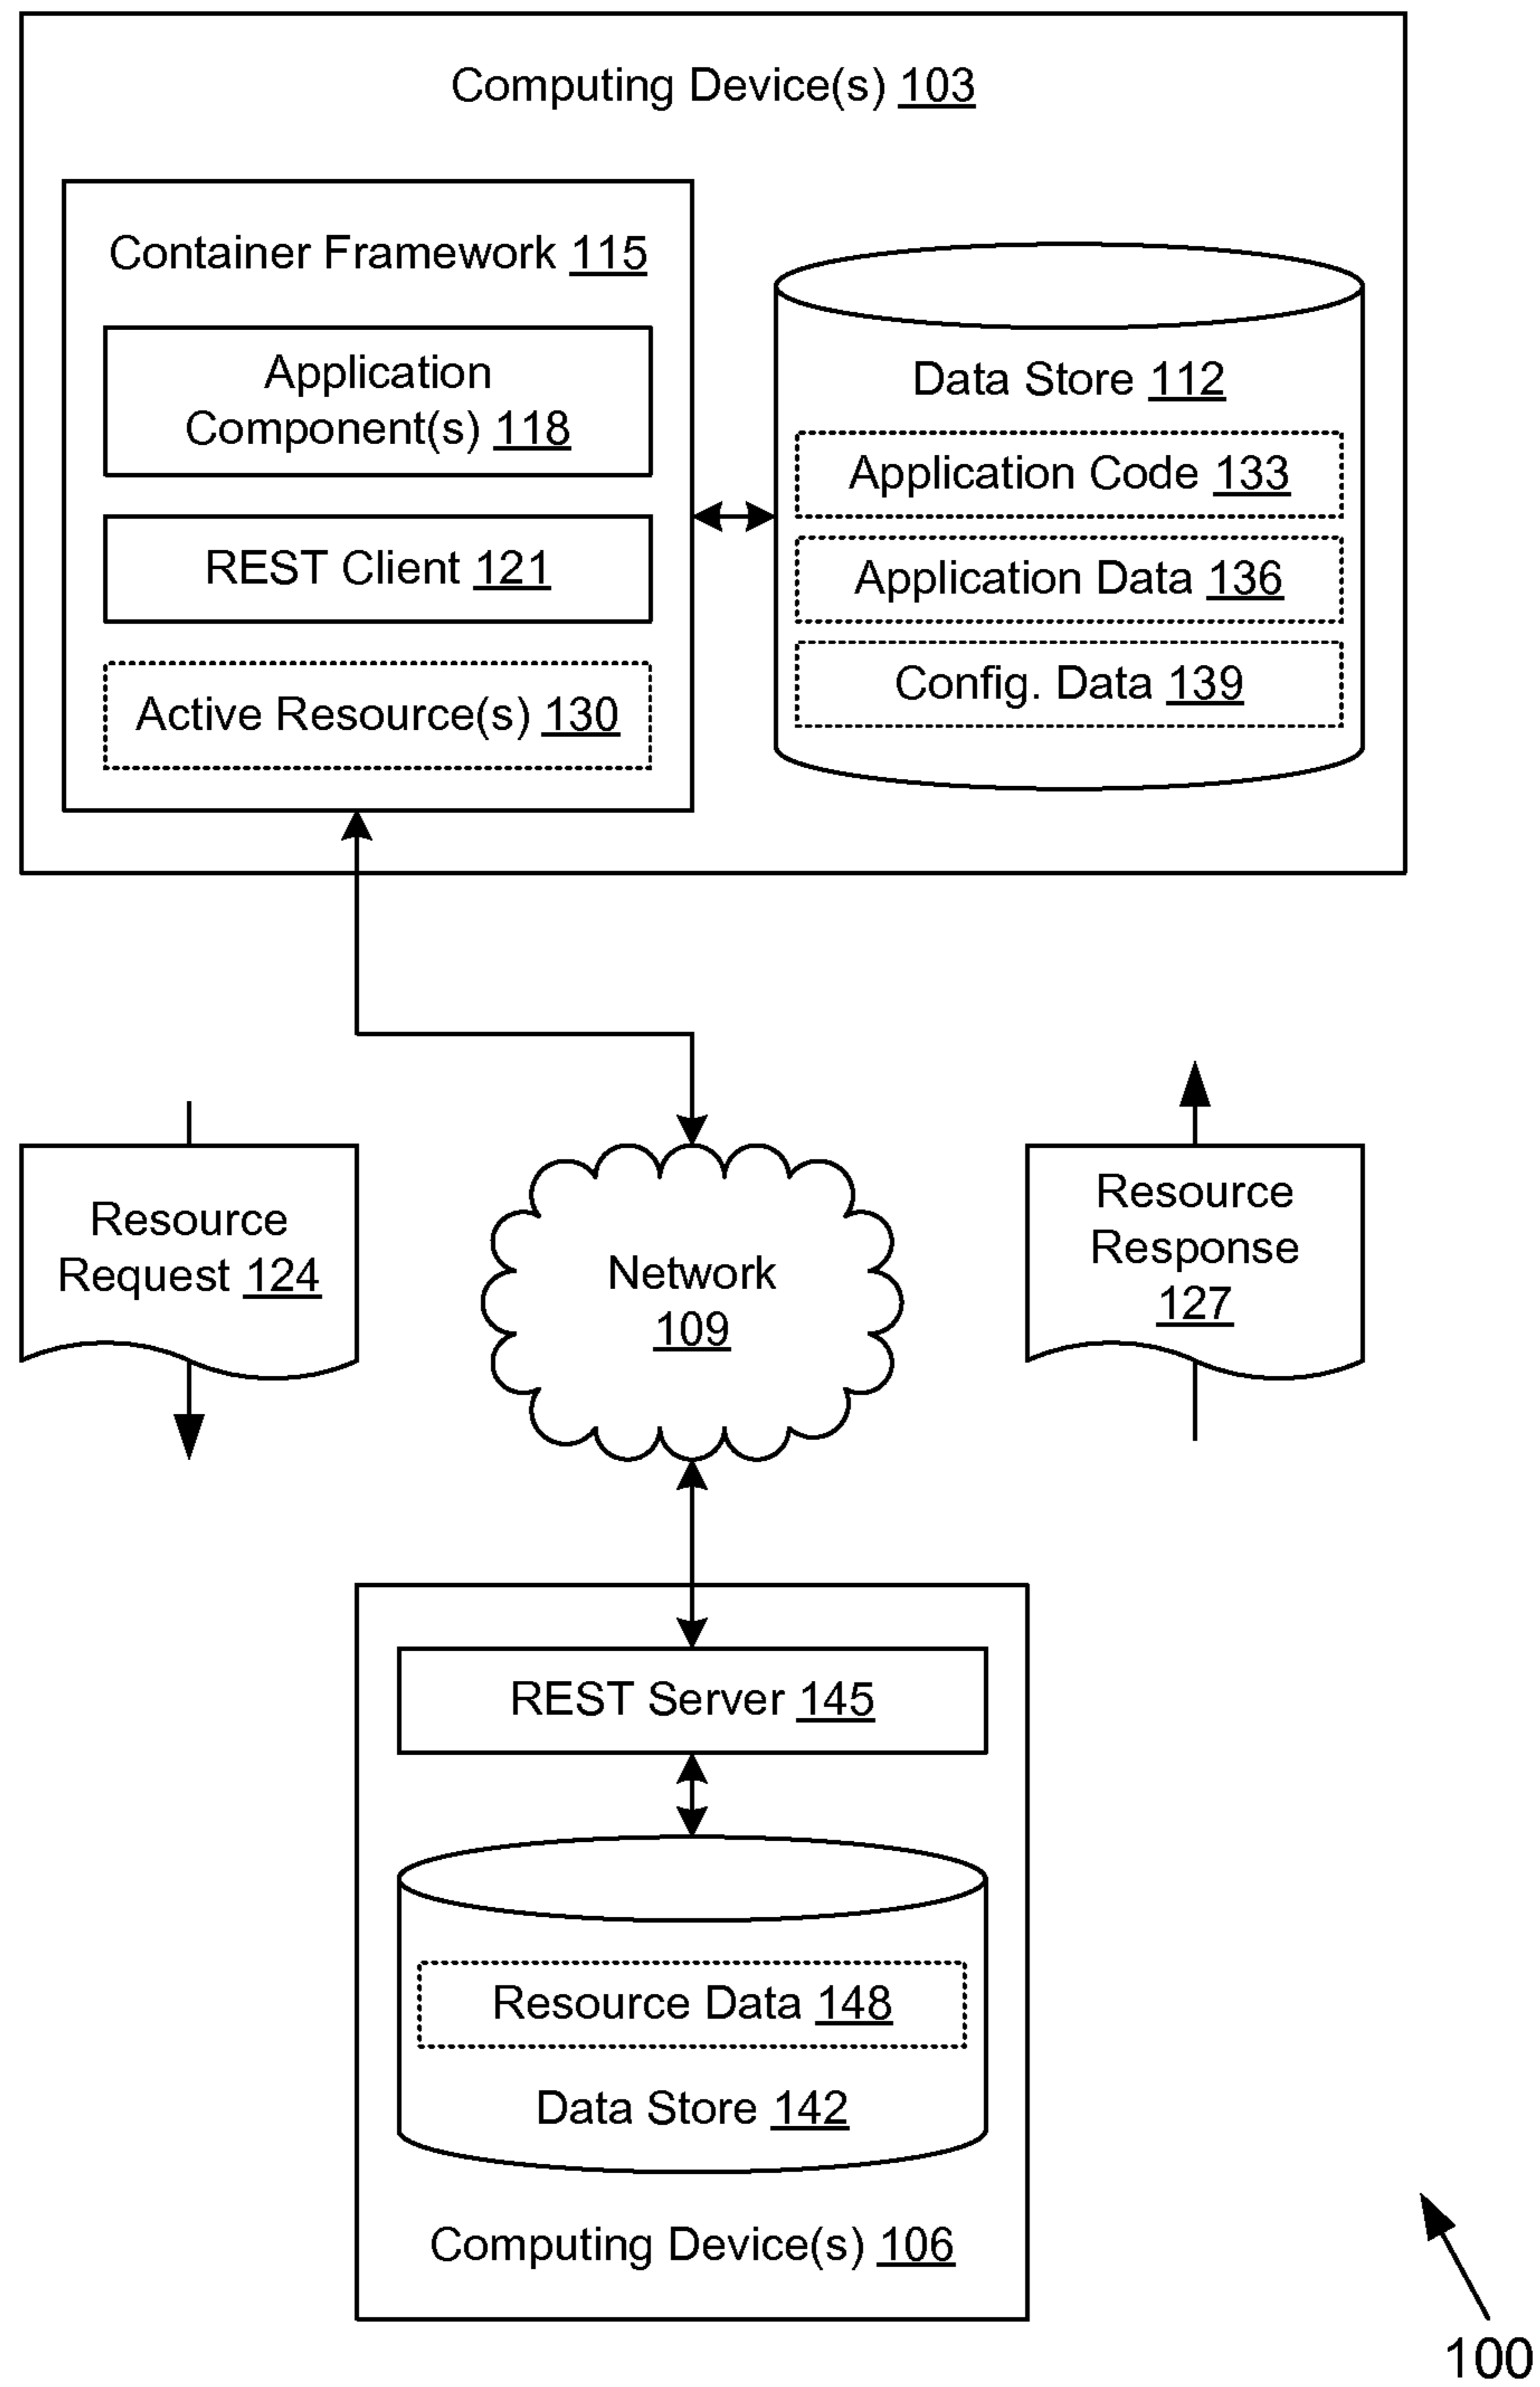 Computing Device(s) 103
Container Framework 115
Application
Component(s) 118
REST Client 121
Active Resource(s) 130
Data Store 112
Application Code 133
Application Data 136
Config. Data 139
Resource
Request 124
Network
109
Resource
Response
127
REST Server 145
Resource Data 148
Data Store 142
Computing Device(s) 106
100